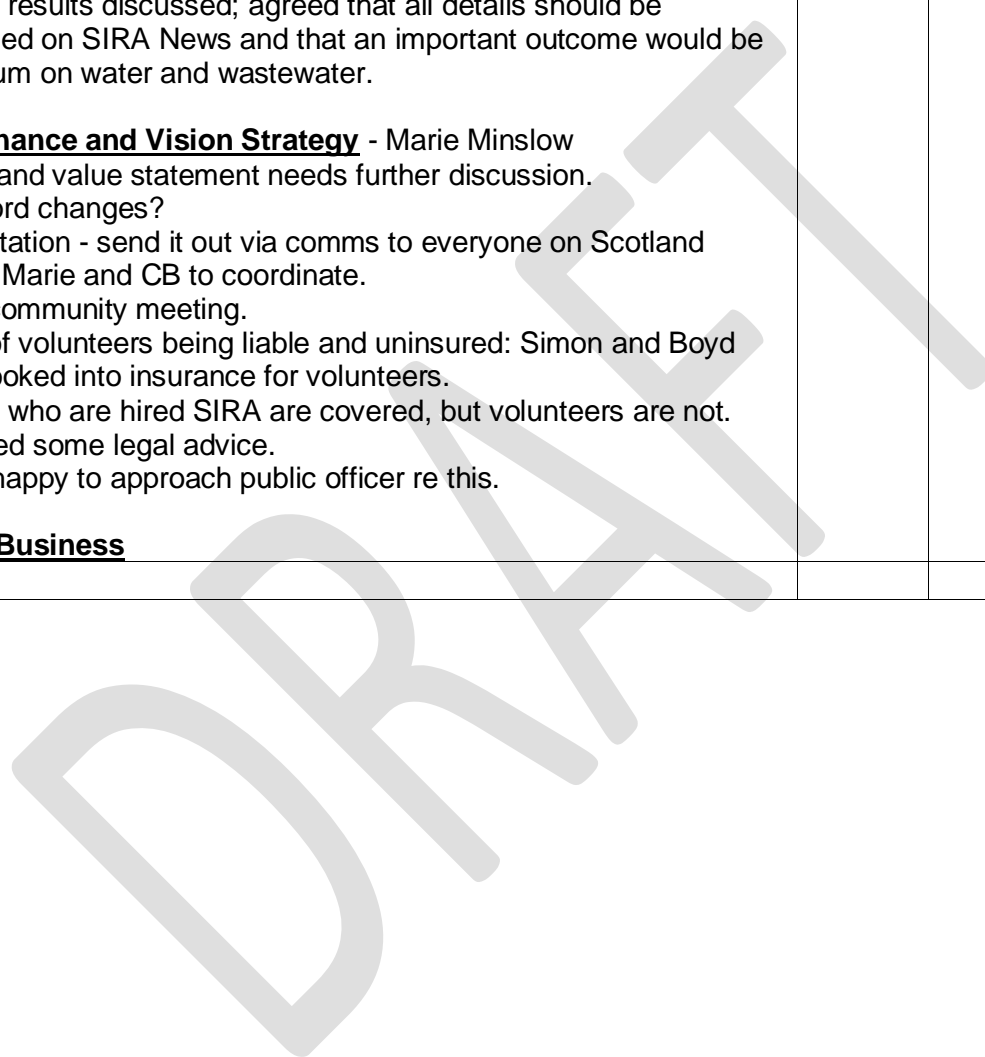 results discussed; agreed that all details should be
ed on SIRA News and that an important outcome would be
um on water and wastewater.
nance and Vision Strategy - Marie Minslow
and value statement needs further discussion.
ord changes?
tation - send it out via comms to everyone on Scotland
Marie and CB to coordinate.
community meeting.
of volunteers being liable and uninsured: Simon and Boyd
ooked into insurance for volunteers.
who are hired SIRA are covered, but volunteers are not.
ed some legal advice.
happy to approach public officer re this.
Business
DRAFT